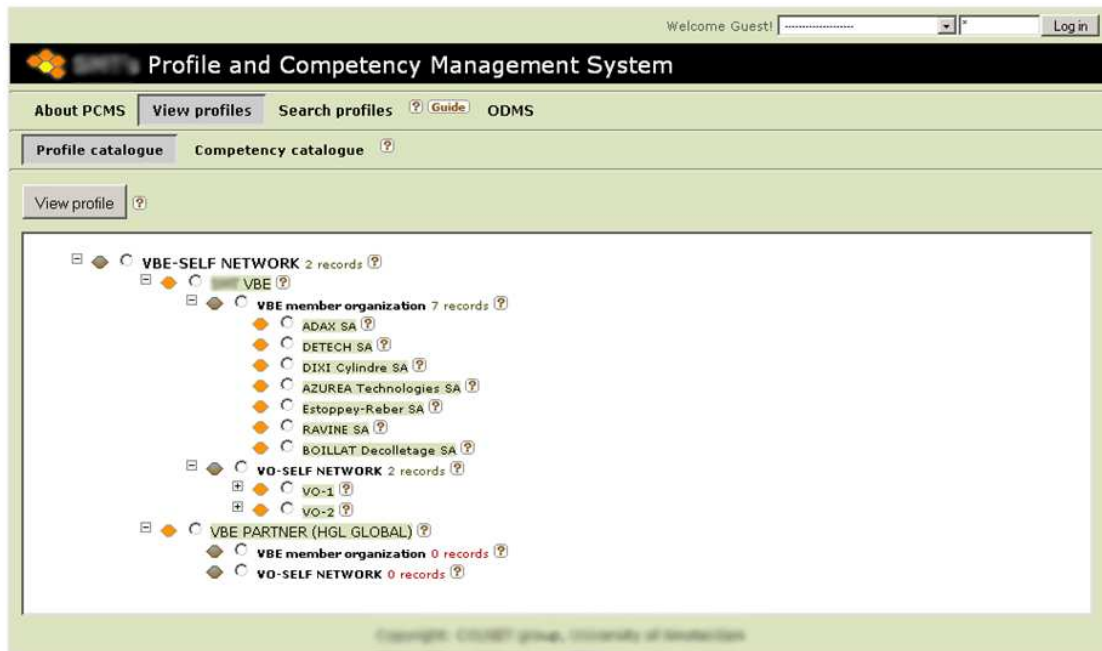 Welcome Guest! -------------------- * Log in
Profile and Competency Management System
About PCMS View profiles Search profiles ? Guide ODMS
Profile catalogue Competency catalogue ?
View profile ?
VBE-SELF NETWORK 2 records ?
VBE ?
VBE member organization 7 records ?
ADAX SA ?
DETECH SA ?
DIXI Cylindre SA ?
AZUREA Technologies SA ?
Estoppey-Reber SA ?
RAVINE SA ?
BOILLAT Decolletage SA ?
VO-SELF NETWORK 2 records ?
VO-1 ?
VO-2 ?
VBE PARTNER (HGL GLOBAL) ?
VBE member organization 0 records ?
VO-SELF NETWORK 0 records ?